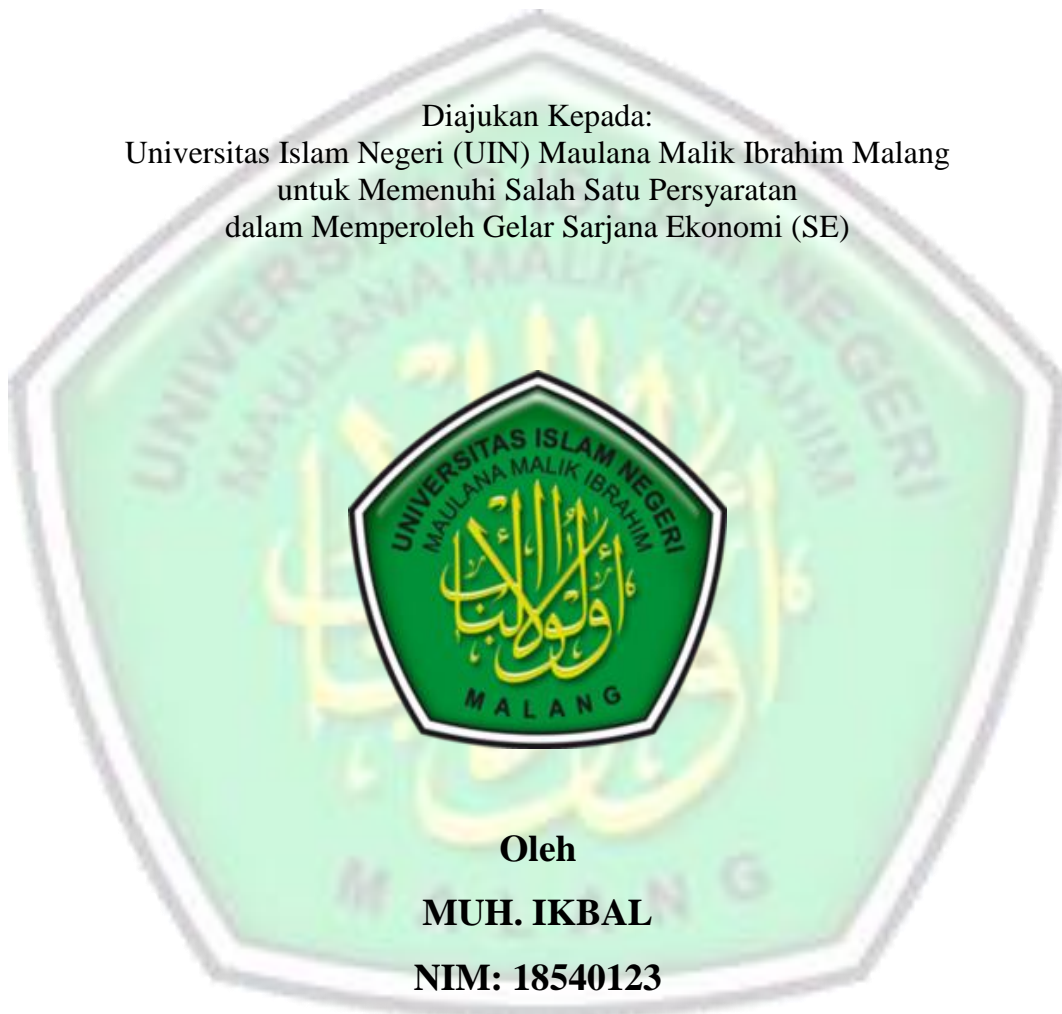 Diajukan Kepada:
Universitas Islam Negeri (UIN) Maulana Malik Ibrahim Malang
untuk Memenuhi Salah Satu Persyaratan
dalam Memperoleh Gelar Sarjana Ekonomi (SE)
UNIVERSITAS ISLAM NEGERI
MAULANA MALIK IBRAHIM
أولو الألباب
MALANG
Oleh
MUH. IKBAL
NIM: 18540123